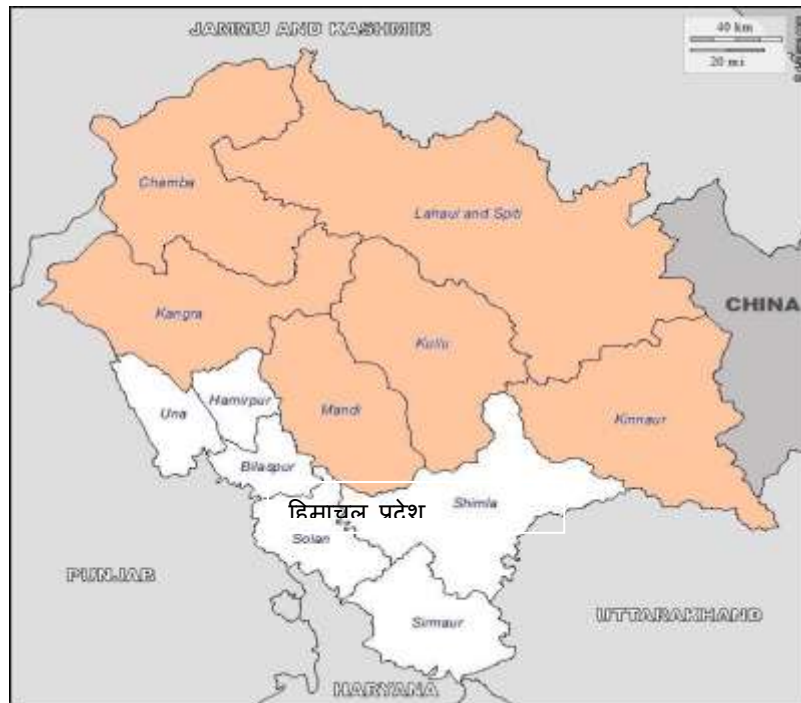 JAMMU AND KASHMIR
40 km
20 mi
Chamba
Lahaul and Spiti
CHINA
Kangra
Kullu
Hamirpur
Una
Mandi
Kinnaur
Bilaspur
Shimla
हिमाचल प्रदेश
Solan
PUNJAB
UTTARAKHAND
Sirmaur
HARYANA